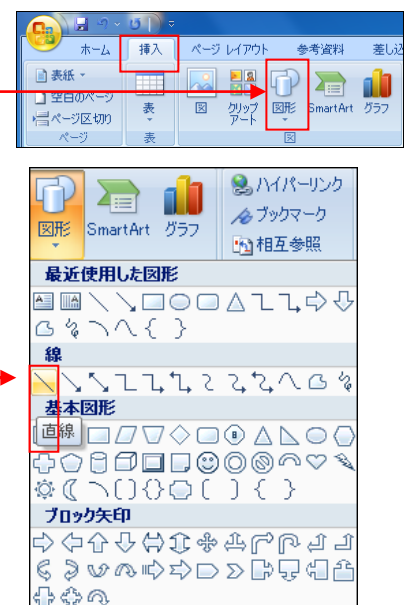 ホーム 挿入 ページ レイアウト 参考資料 差し込
表紙
空白のページ
ページ区切り
表 図 クリップアート 図形 SmartArt グラフ
ページ 表 図
図形 SmartArt グラフ
ハイパーリンク
ブックマーク
相互参照
最近使用した図形
線
基本図形
直線
ブロック矢印